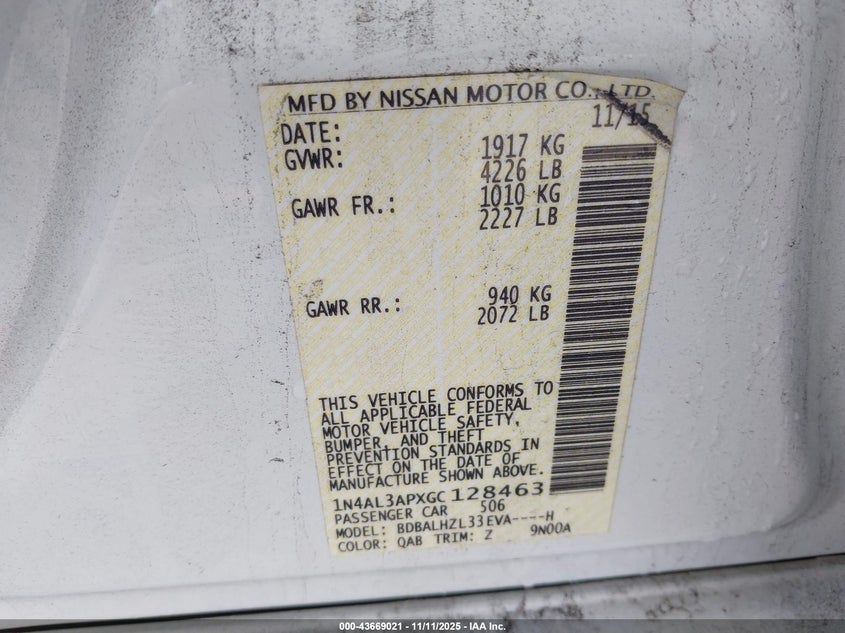 MFD BY NISSAN MOTOR CO., LTD.
DATE: 11/15
GVWR: 1917 KG
4226 LB
GAWR FR.: 1010 KG
2227 LB
GAWR RR.: 940 KG
2072 LB
THIS VEHICLE CONFORMS TO
ALL APPLICABLE FEDERAL
MOTOR VEHICLE SAFETY,
BUMPER, AND THEFT
PREVENTION STANDARDS IN
EFFECT ON THE DATE OF
MANUFACTURE SHOWN ABOVE.
1N4AL3APXGC128463
PASSENGER CAR 506
MODEL: BDBALHZL33EVA----H
COLOR: QAB TRIM: Z 9N00A
000-43669021 - 11/11/2025 - IAA Inc.